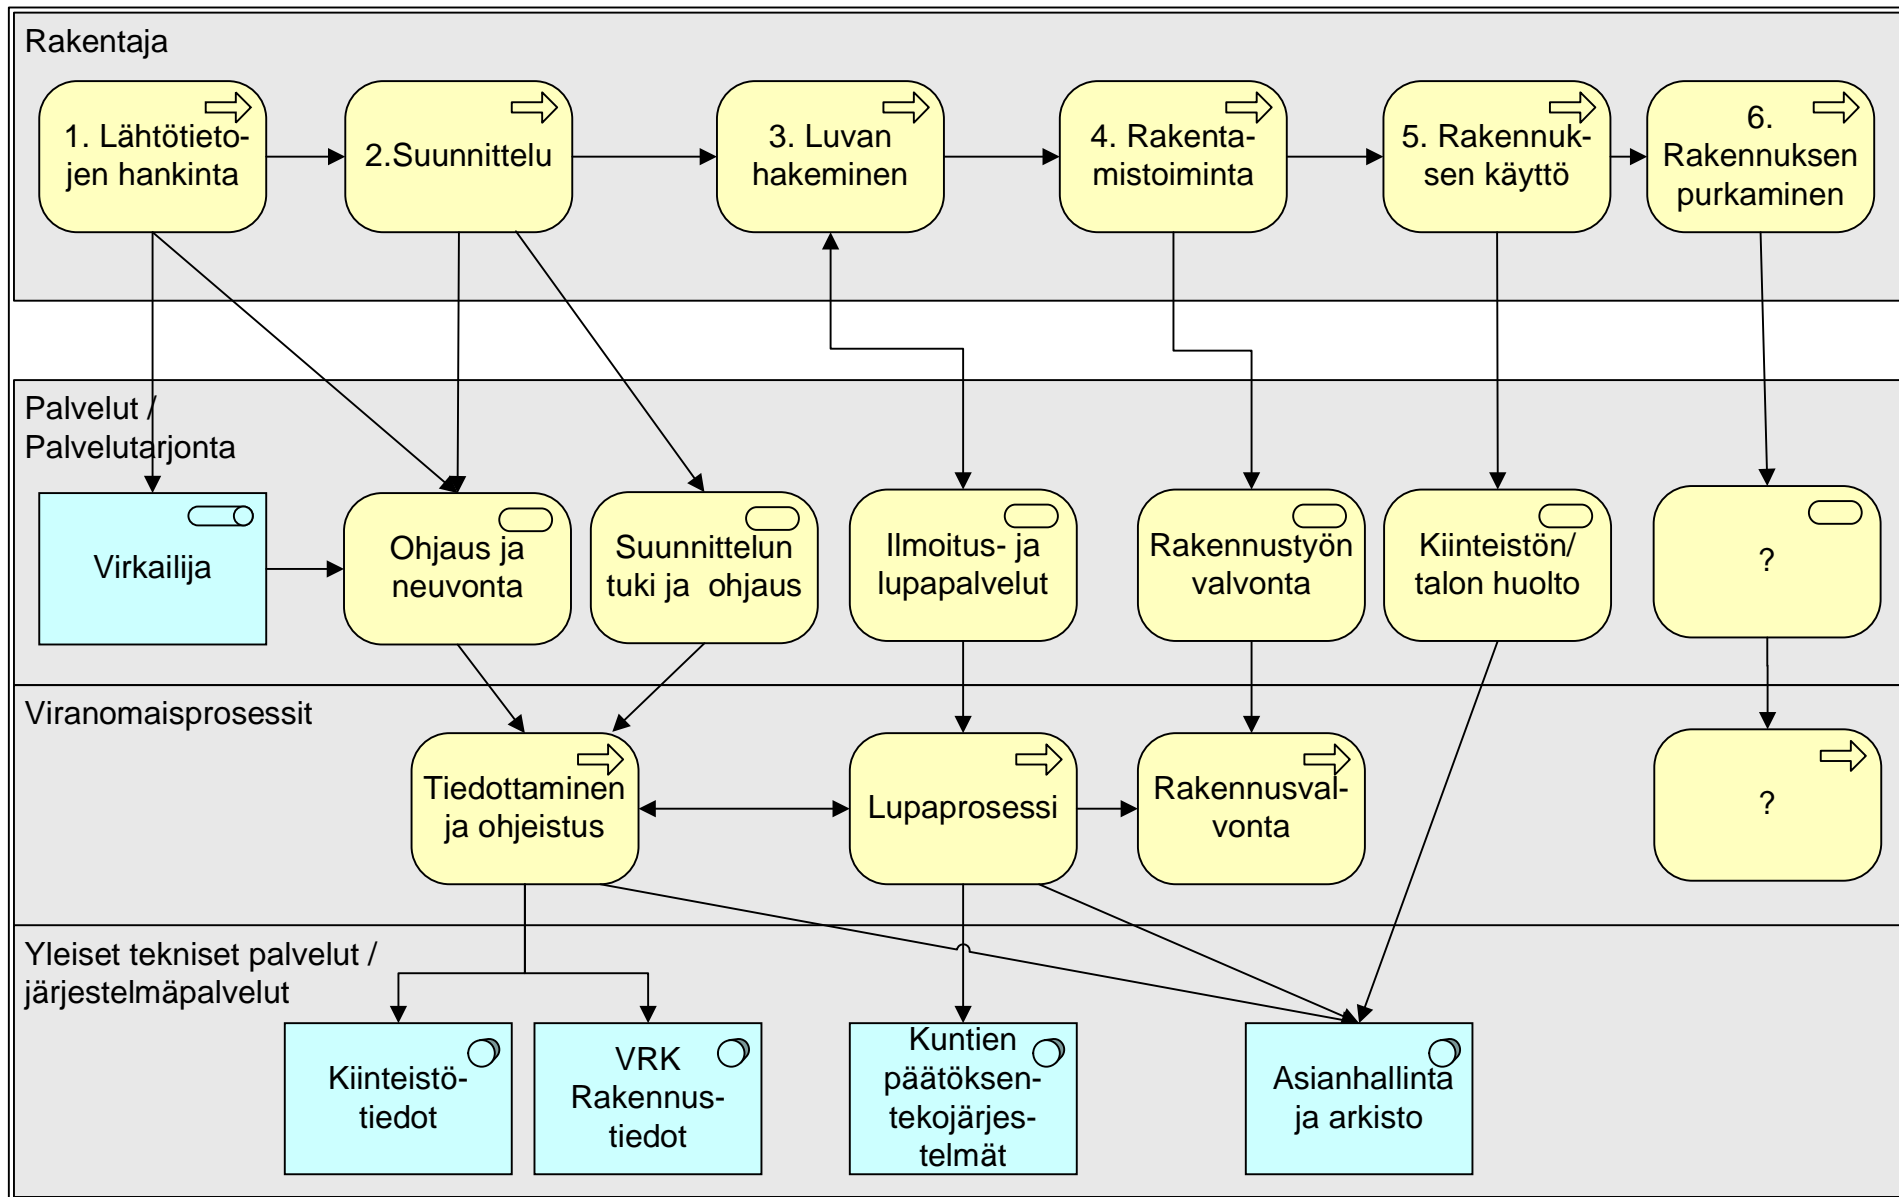 Rakentaja
1. Lähtötieto-
jen hankinta
2.Suunnittelu
3. Luvan
hakeminen
4. Rakenta-
mistoiminta
5. Rakennuk-
sen käyttö
6.
Rakennuksen
purkaminen
Palvelut /
Palvelutarjonta
Virkailija
Ohjaus ja
neuvonta
Suunnittelun
tuki ja  ohjaus
Ilmoitus- ja
lupapalvelut
Rakennustyön
valvonta
Kiinteistön/
talon huolto
?
Viranomaisprosessit
Tiedottaminen
ja ohjeistus
Lupaprosessi
Rakennusval-
vonta
?
Yleiset tekniset palvelut /
järjestelmäpalvelut
Kiinteistö-
tiedot
VRK
Rakennus-
tiedot
Kuntien
päätöksen-
tekojärjes-
telmät
Asianhallinta
ja arkisto